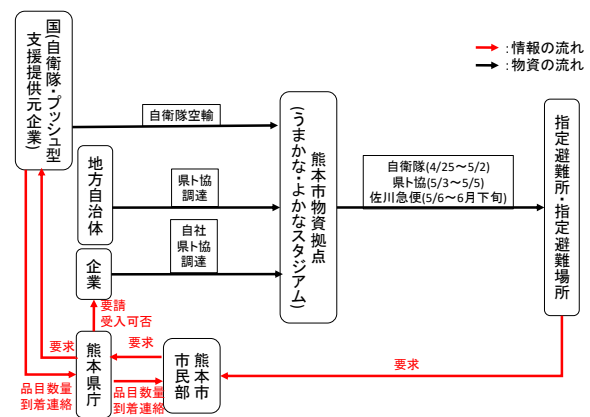 国(自衛隊・プッシュ型
支援提供元企業)
→:情報の流れ
→:物資の流れ
自衛隊空輸
地方自治体
県ト協
調達
企業
自社
県ト協
調達
熊本市物資拠点
(うまかな・よかなスタジアム)
自衛隊(4/25～5/2)
県ト協(5/3～5/5)
佐川急便(5/6～6月下旬)
指定避難所・指定避難場所
要請
受入可否
要求
熊本県庁
要求
熊本市
市民部
要求
品目数量
到着連絡
品目数量
到着連絡